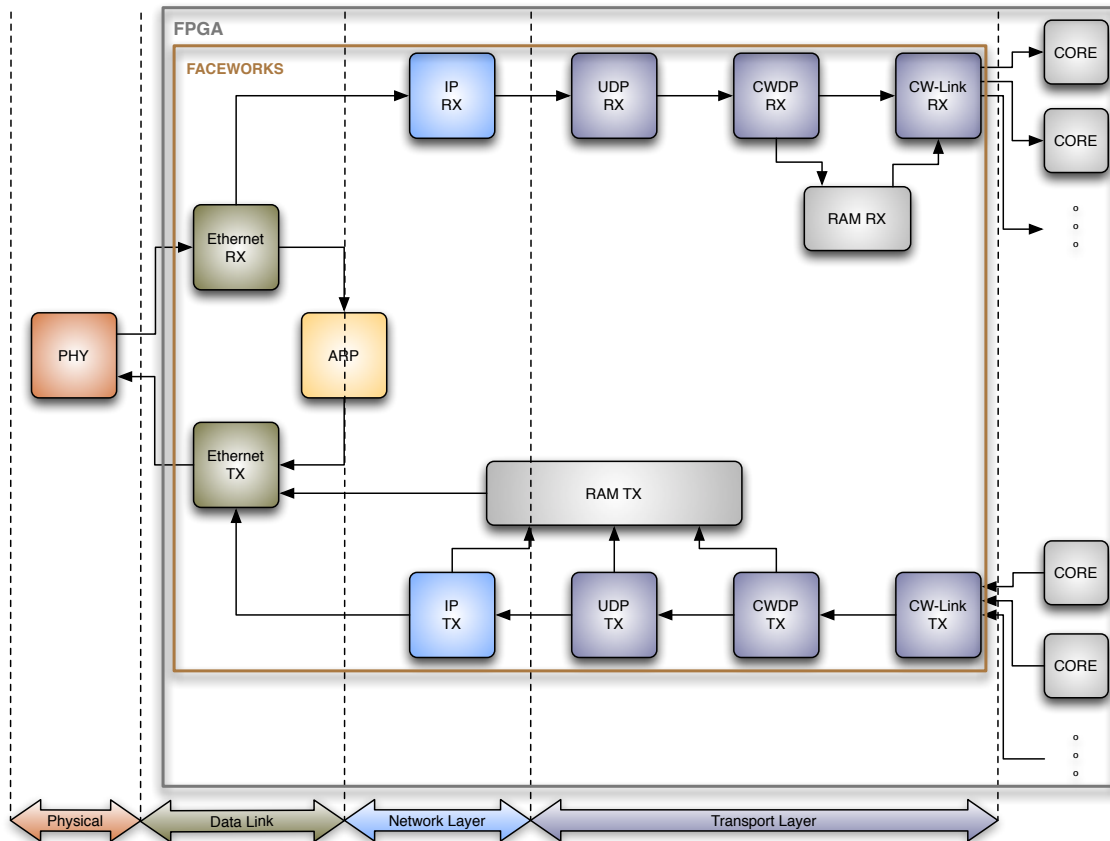 FPGA
FACEWORKS
IP
RX
UDP
RX
CWDP
RX
CW-Link
RX
CORE
CORE
RAM RX
Ethernet
RX
PHY
ARP
Ethernet
TX
RAM TX
IP
TX
UDP
TX
CWDP
TX
CW-Link
TX
CORE
CORE
Physical
Data Link
Network Layer
Transport Layer